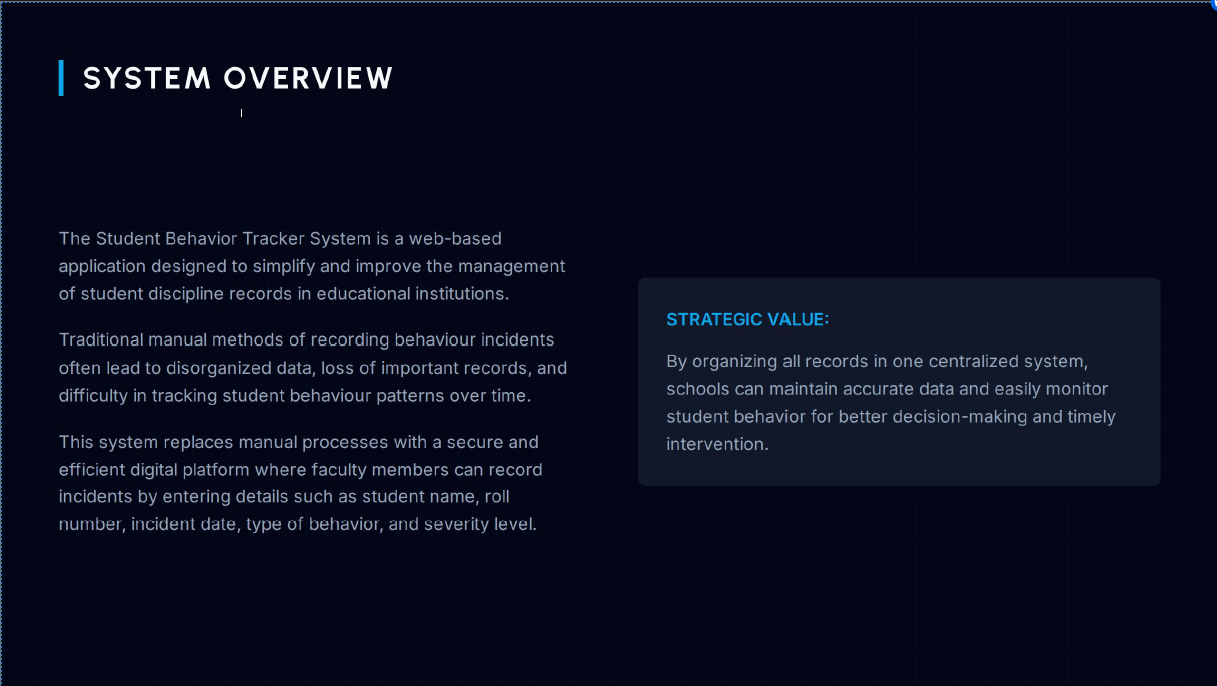 SYSTEM OVERVIEW
The Student Behavior Tracker System is a web-based
application designed to simplify and improve the management
of student discipline records in educational institutions.
Traditional manual methods of recording behaviour incidents
often lead to disorganized data, loss of important records, and
difficulty in tracking student behaviour patterns over time.
This system replaces manual processes with a secure and
efficient digital platform where faculty members can record
incidents by entering details such as student name, roll
number, incident date, type of behavior, and severity level.
STRATEGIC VALUE:
By organizing all records in one centralized system,
schools can maintain accurate data and easily monitor
student behavior for better decision-making and timely
intervention.